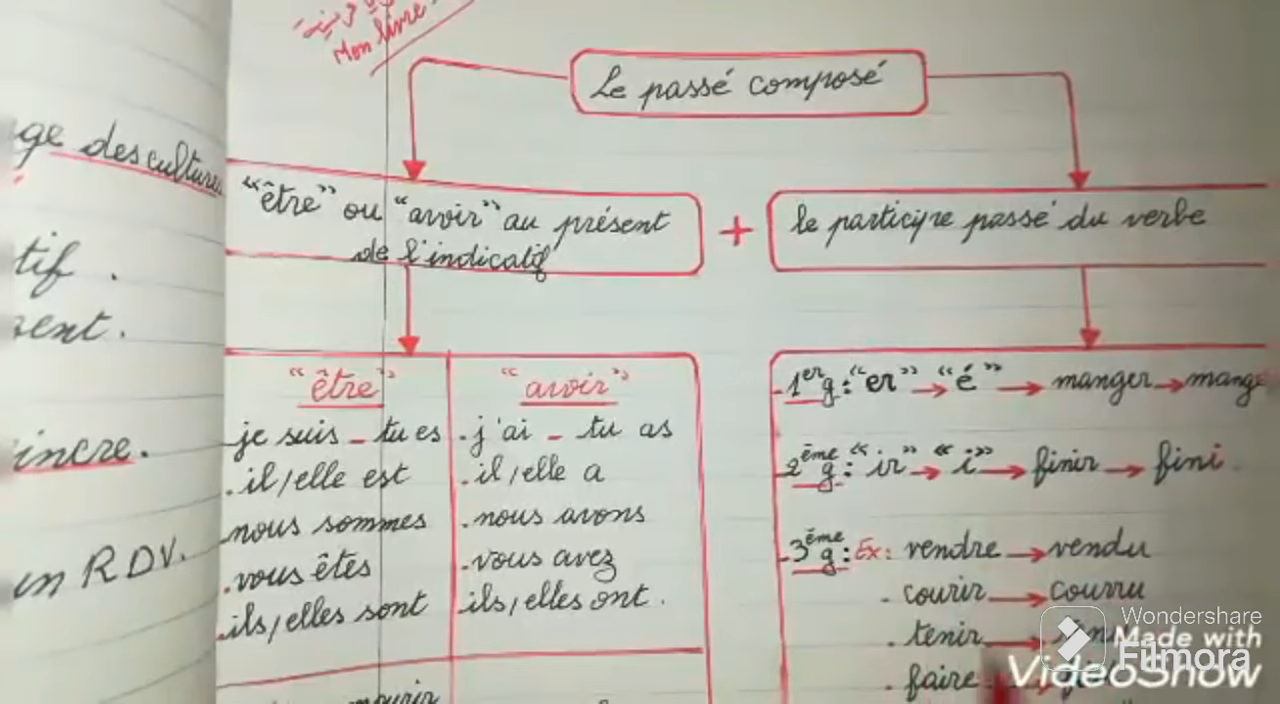 Mon livre
Le passé composé
ge des cultures
"être" ou "avoir" au présent
de l'indicatif
+
le participe passé du verbe
tif.
sent.
incre.
en RDV.
"être"
je suis - tu es
.il/elle est
nous sommes
.vous êtes
.ils/elles sont
mourir
"avoir"
.j'ai - tu as
.il/elle a
.nous avons
.vous avez
ils/elles ont.
- 1er g: "er" → "é" → manger → mangé
- 2ème g: "ir" → "i" → finir → fini.
- 3ème g: Ex: vendre → vendu
. courir → courru
. tenir →
. faire →
Wondershare
Filmora
Made with
VideoShow